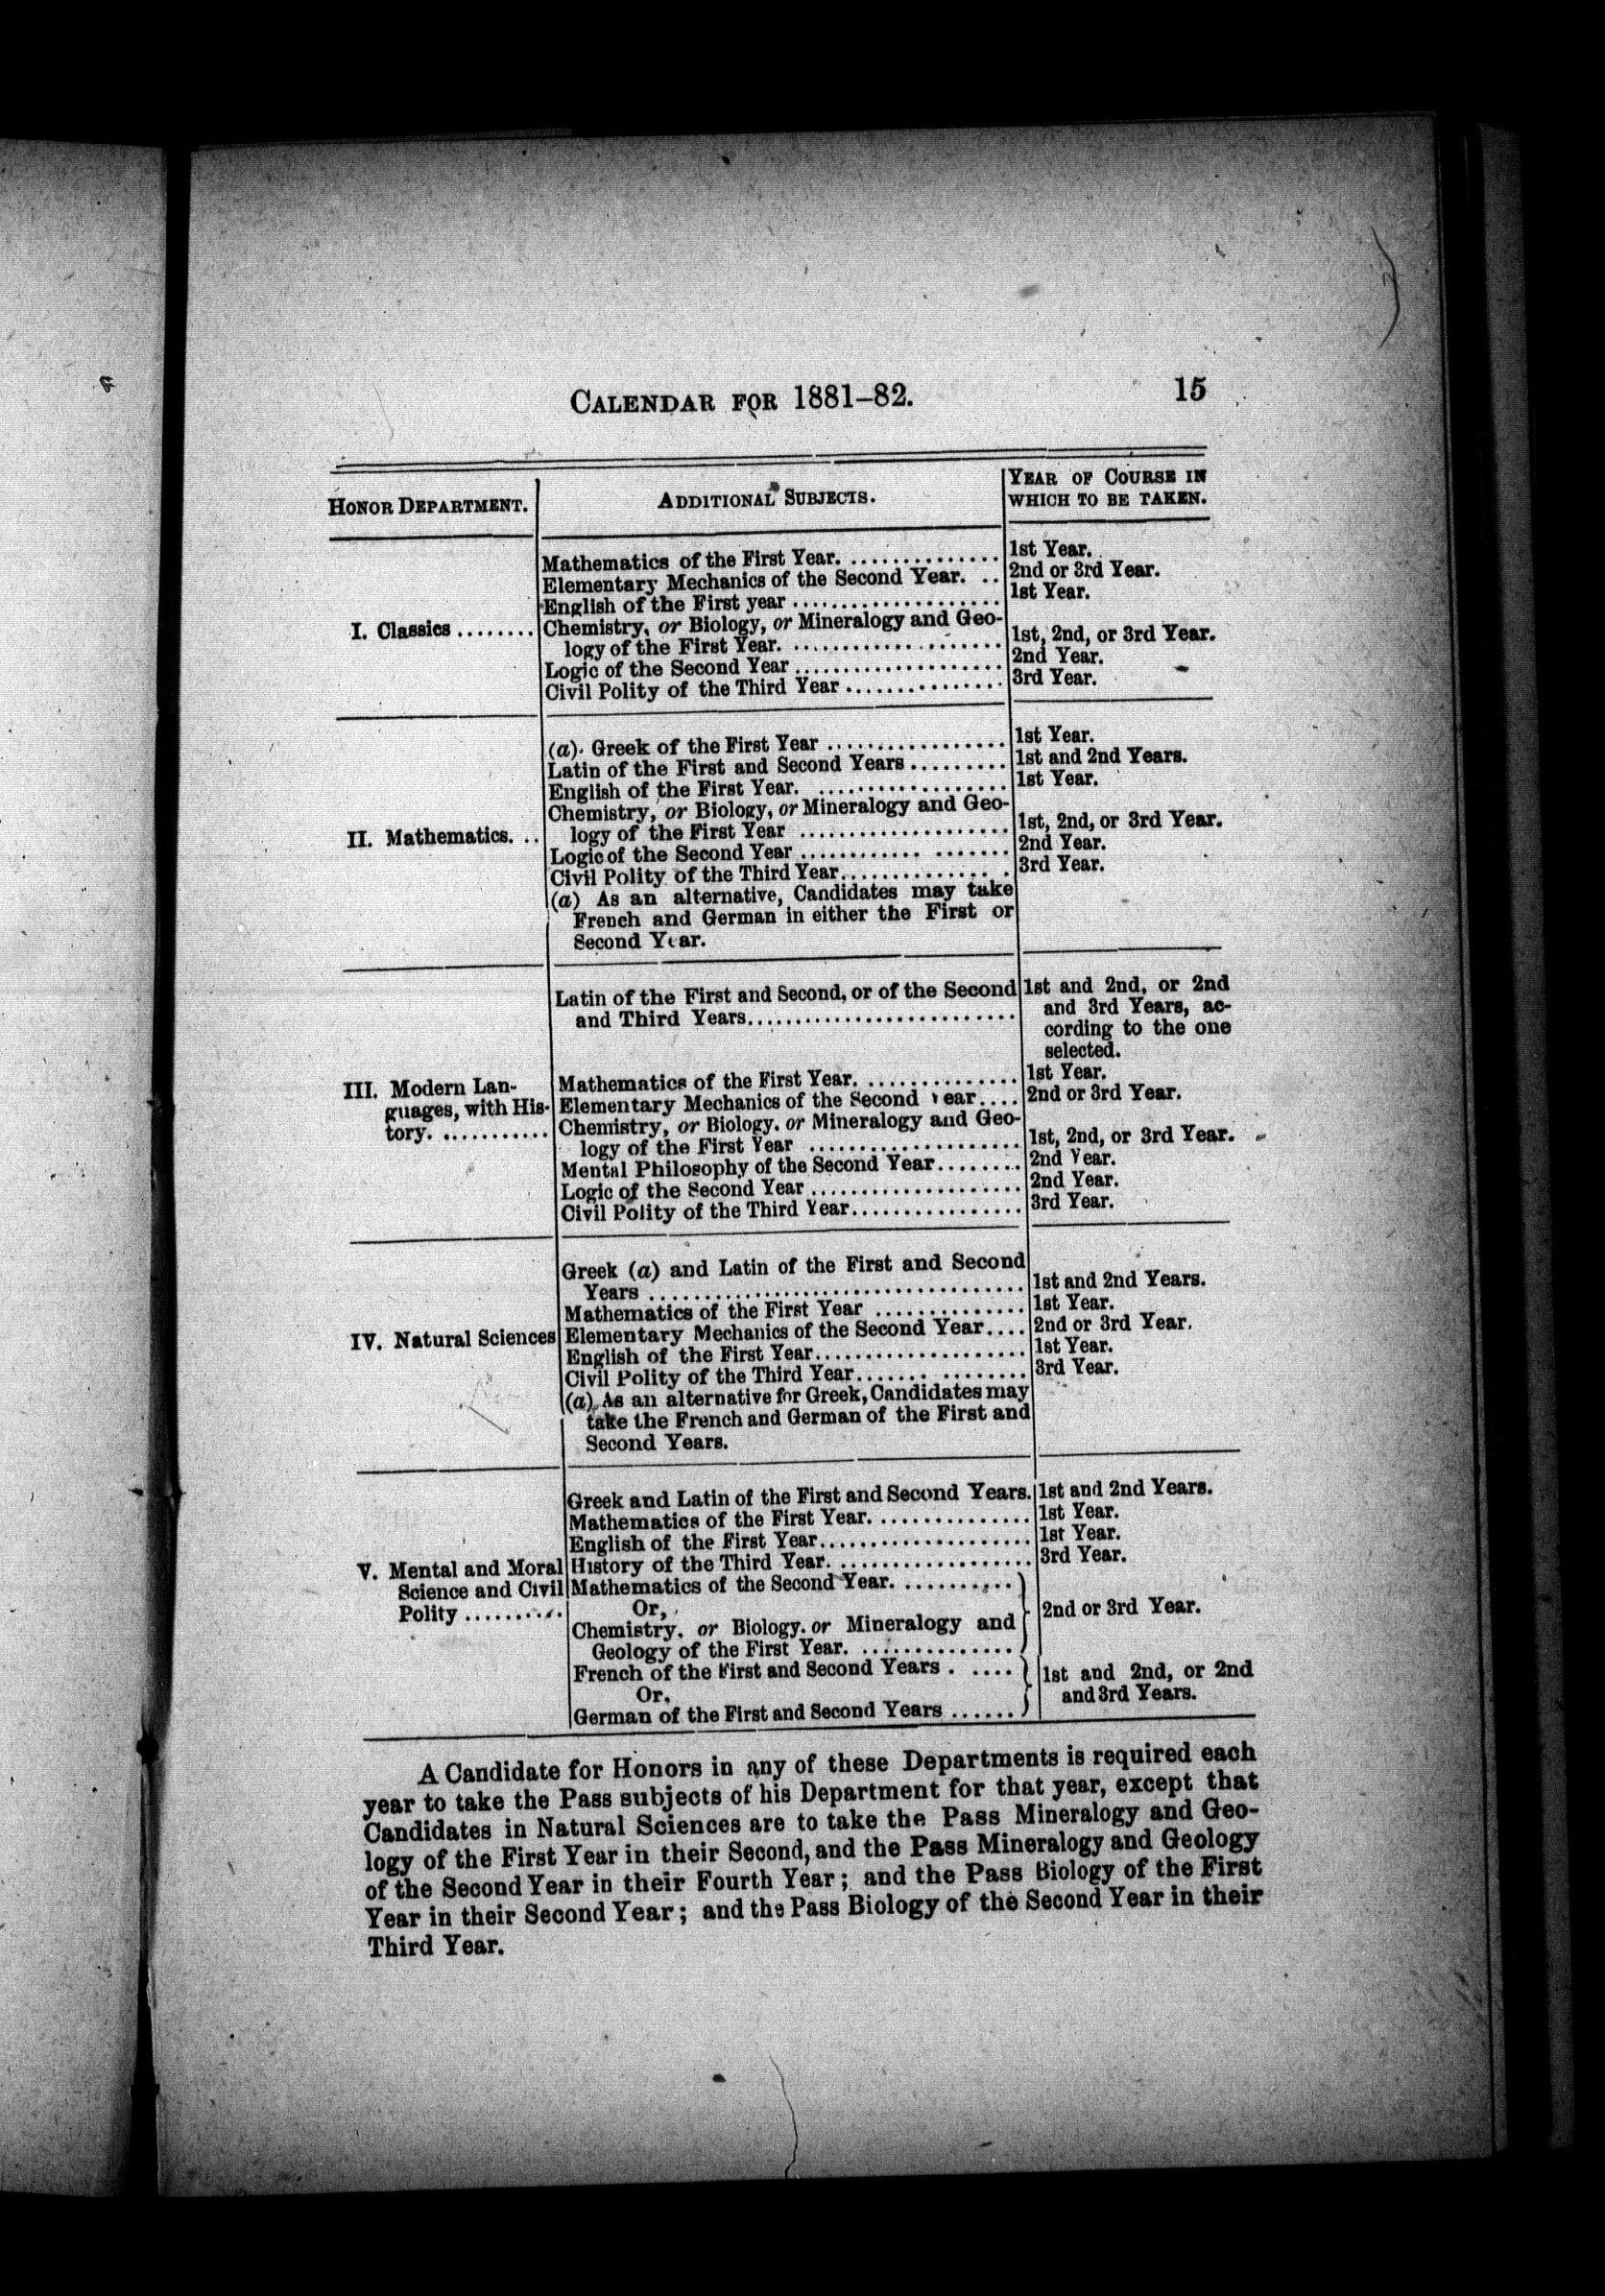 CALENDAR FOR 1881-82. 15
HONOR DEPARTMENT. ADDITIONAL SUBJECTS. YEAR OF COURSE IN
WHICH TO BE TAKEN.
Mathematics of the First Year. .............. 1st Year.
Elementary Mechanics of the Second Year. .. 2nd or 3rd Year.
English of the First year .................... 1st Year.
I. Classics ........ Chemistry, or Biology, or Mineralogy and Geo-
logy of the First Year. .................... 1st, 2nd, or 3rd Year.
Logic of the Second Year .................... 2nd Year.
Civil Polity of the Third Year ............... 3rd Year.
(a). Greek of the First Year ................. 1st Year.
Latin of the First and Second Years ......... 1st and 2nd Years.
English of the First Year. .................. 1st Year.
Chemistry, or Biology, or Mineralogy and Geo-
II. Mathematics. .. logy of the First Year .................... 1st, 2nd, or 3rd Year.
Logic of the Second Year .................... 2nd Year.
Civil Polity of the Third Year................ 3rd Year.
(a) As an alternative, Candidates may take
French and German in either the First or
Second Year.
Latin of the First and Second, or of the Second 1st and 2nd, or 2nd
and Third Years.......................... and 3rd Years, ac-
cording to the one
selected.
III. Modern Lan- Mathematics of the First Year. .............. 1st Year.
guages, with His- Elementary Mechanics of the Second Year.... 2nd or 3rd Year.
tory. ........... Chemistry, or Biology. or Mineralogy and Geo-
logy of the First Year .................... 1st, 2nd, or 3rd Year.
Mental Philosophy of the Second Year........ 2nd Year.
Logic of the Second Year ..................... 2nd Year.
Civil Polity of the Third Year................. 3rd Year.
Greek (a) and Latin of the First and Second
Years ..................................... 1st and 2nd Years.
Mathematics of the First Year ............... 1st Year.
IV. Natural Sciences Elementary Mechanics of the Second Year.... 2nd or 3rd Year.
English of the First Year..................... 1st Year.
Civil Polity of the Third Year................ 3rd Year.
(a) As an alternative for Greek, Candidates may
take the French and German of the First and
Second Years.
Greek and Latin of the First and Second Years. 1st and 2nd Years.
Mathematics of the First Year. .............. 1st Year.
English of the First Year..................... 1st Year.
V. Mental and Moral History of the Third Year. ................... 3rd Year.
Science and Civil Mathematics of the Second Year. ..........
Polity .......... Or, 2nd or 3rd Year.
Chemistry. or Biology. or Mineralogy and
Geology of the First Year. ..............
French of the First and Second Years . .... 1st and 2nd, or 2nd
Or, and 3rd Years.
German of the First and Second Years ......
A Candidate for Honors in any of these Departments is required each
year to take the Pass subjects of his Department for that year, except that
Candidates in Natural Sciences are to take the Pass Mineralogy and Geo-
logy of the First Year in their Second, and the Pass Mineralogy and Geology
of the Second Year in their Fourth Year; and the Pass Biology of the First
Year in their Second Year; and the Pass Biology of the Second Year in their
Third Year.